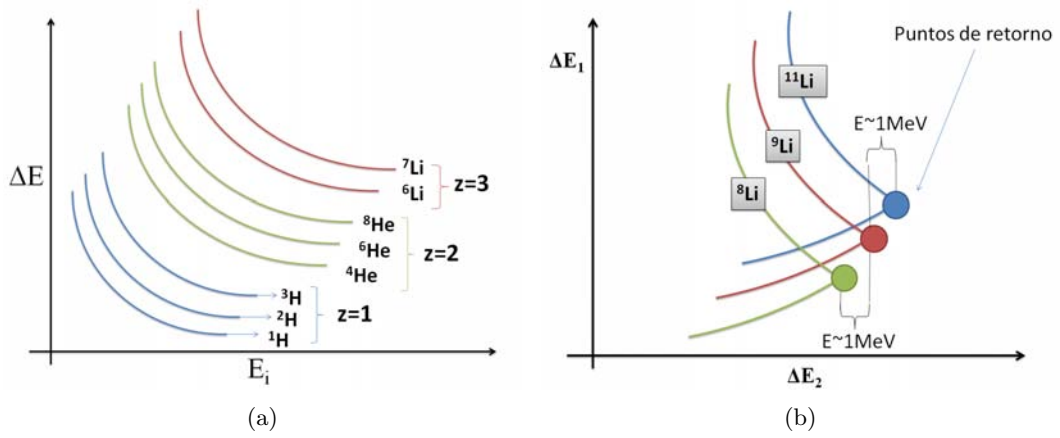 ΔE
⁷Li
⁶Li
z=3
⁸He
⁶He
⁴He
z=2
³H
²H
¹H
z=1
Eᵢ
(a)
ΔE₁
¹¹Li
⁹Li
⁸Li
Puntos de retorno
E~1MeV
E~1MeV
ΔE₂
(b)